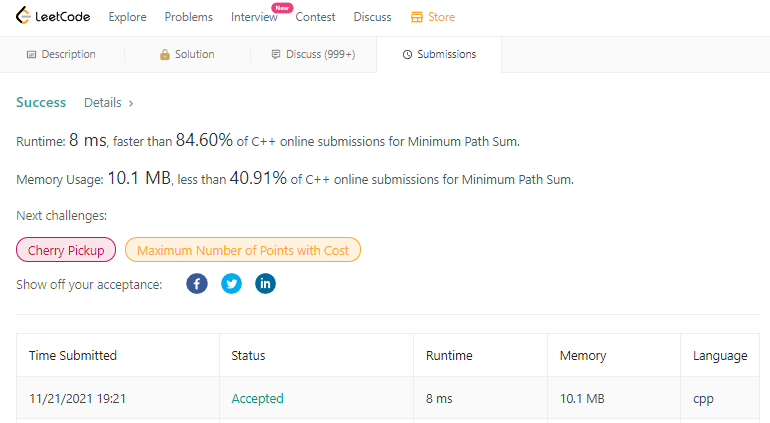 LeetCode Explore Problems Interview New Contest Discuss Store
Description Solution Discuss (999+) Submissions
Success Details ›
Runtime: 8 ms, faster than 84.60% of C++ online submissions for Minimum Path Sum.
Memory Usage: 10.1 MB, less than 40.91% of C++ online submissions for Minimum Path Sum.
Next challenges:
Cherry Pickup Maximum Number of Points with Cost
Show off your acceptance: f in
Time Submitted Status Runtime Memory Language
11/21/2021 19:21 Accepted 8 ms 10.1 MB cpp